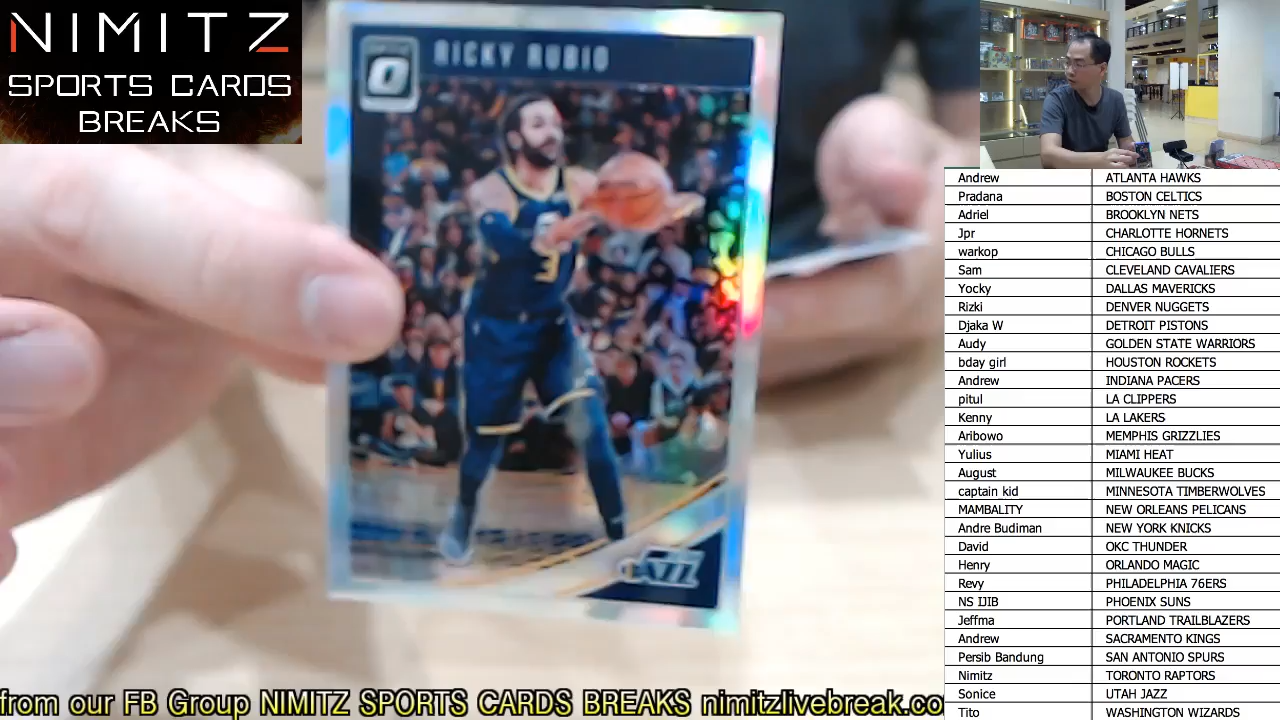 NIMITZ
SPORTS CARDS
BREAKS
RICKY RUBIO
O
3
JAZZ
Andrew ATLANTA HAWKS
Pradana BOSTON CELTICS
Adriel BROOKLYN NETS
Jpr CHARLOTTE HORNETS
warkop CHICAGO BULLS
Sam CLEVELAND CAVALIERS
Yocky DALLAS MAVERICKS
Rizki DENVER NUGGETS
Djaka W DETROIT PISTONS
Audy GOLDEN STATE WARRIORS
bday girl HOUSTON ROCKETS
Andrew INDIANA PACERS
pitul LA CLIPPERS
Kenny LA LAKERS
Aribowo MEMPHIS GRIZZLIES
Yulius MIAMI HEAT
August MILWAUKEE BUCKS
captain kid MINNESOTA TIMBERWOLVES
MAMBALITY NEW ORLEANS PELICANS
Andre Budiman NEW YORK KNICKS
David OKC THUNDER
Henry ORLANDO MAGIC
Revy PHILADELPHIA 76ERS
NS IJIB PHOENIX SUNS
Jeffma PORTLAND TRAILBLAZERS
Andrew SACRAMENTO KINGS
Persib Bandung SAN ANTONIO SPURS
Nimitz TORONTO RAPTORS
Sonice UTAH JAZZ
Tito WASHINGTON WIZARDS
from our FB Group NIMITZ SPORTS CARDS BREAKS nimitzlivebreak.co